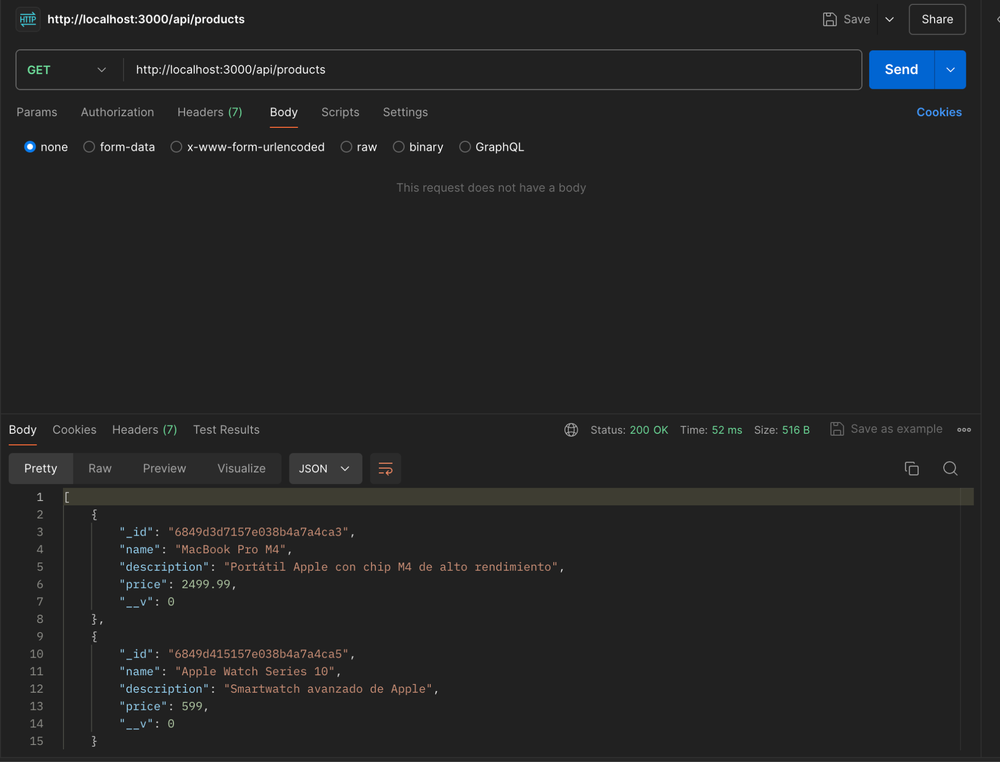 HTTP http://localhost:3000/api/products Save Share
GET http://localhost:3000/api/products Send
Params Authorization Headers (7) Body Scripts Settings Cookies
none form-data x-www-form-urlencoded raw binary GraphQL
This request does not have a body
Body Cookies Headers (7) Test Results Status: 200 OK Time: 52 ms Size: 516 B Save as example
Pretty Raw Preview Visualize JSON
1 [
2 {
3 "_id": "6849d3d7157e038b4a7a4ca3",
4 "name": "MacBook Pro M4",
5 "description": "Portátil Apple con chip M4 de alto rendimiento",
6 "price": 2499.99,
7 "__v": 0
8 },
9 {
10 "_id": "6849d415157e038b4a7a4ca5",
11 "name": "Apple Watch Series 10",
12 "description": "Smartwatch avanzado de Apple",
13 "price": 599,
14 "__v": 0
15 }